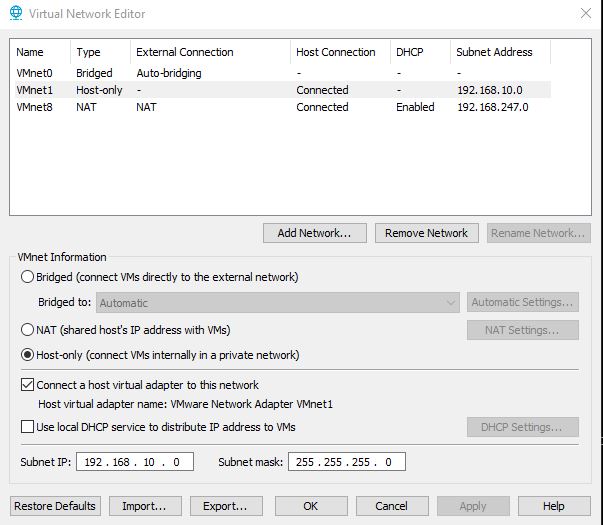 Virtual Network Editor
Name Type External Connection Host Connection DHCP Subnet Address
VMnet0 Bridged Auto-bridging - - -
VMnet1 Host-only - Connected - 192.168.10.0
VMnet8 NAT NAT Connected Enabled 192.168.247.0
Add Network... Remove Network Rename Network...
VMnet Information
Bridged (connect VMs directly to the external network)
Bridged to: Automatic Automatic Settings...
NAT (shared host's IP address with VMs) NAT Settings...
Host-only (connect VMs internally in a private network)
Connect a host virtual adapter to this network
Host virtual adapter name: VMware Network Adapter VMnet1
Use local DHCP service to distribute IP address to VMs DHCP Settings...
Subnet IP: 192 . 168 . 10 . 0 Subnet mask: 255 . 255 . 255 . 0
Restore Defaults Import... Export... OK Cancel Apply Help